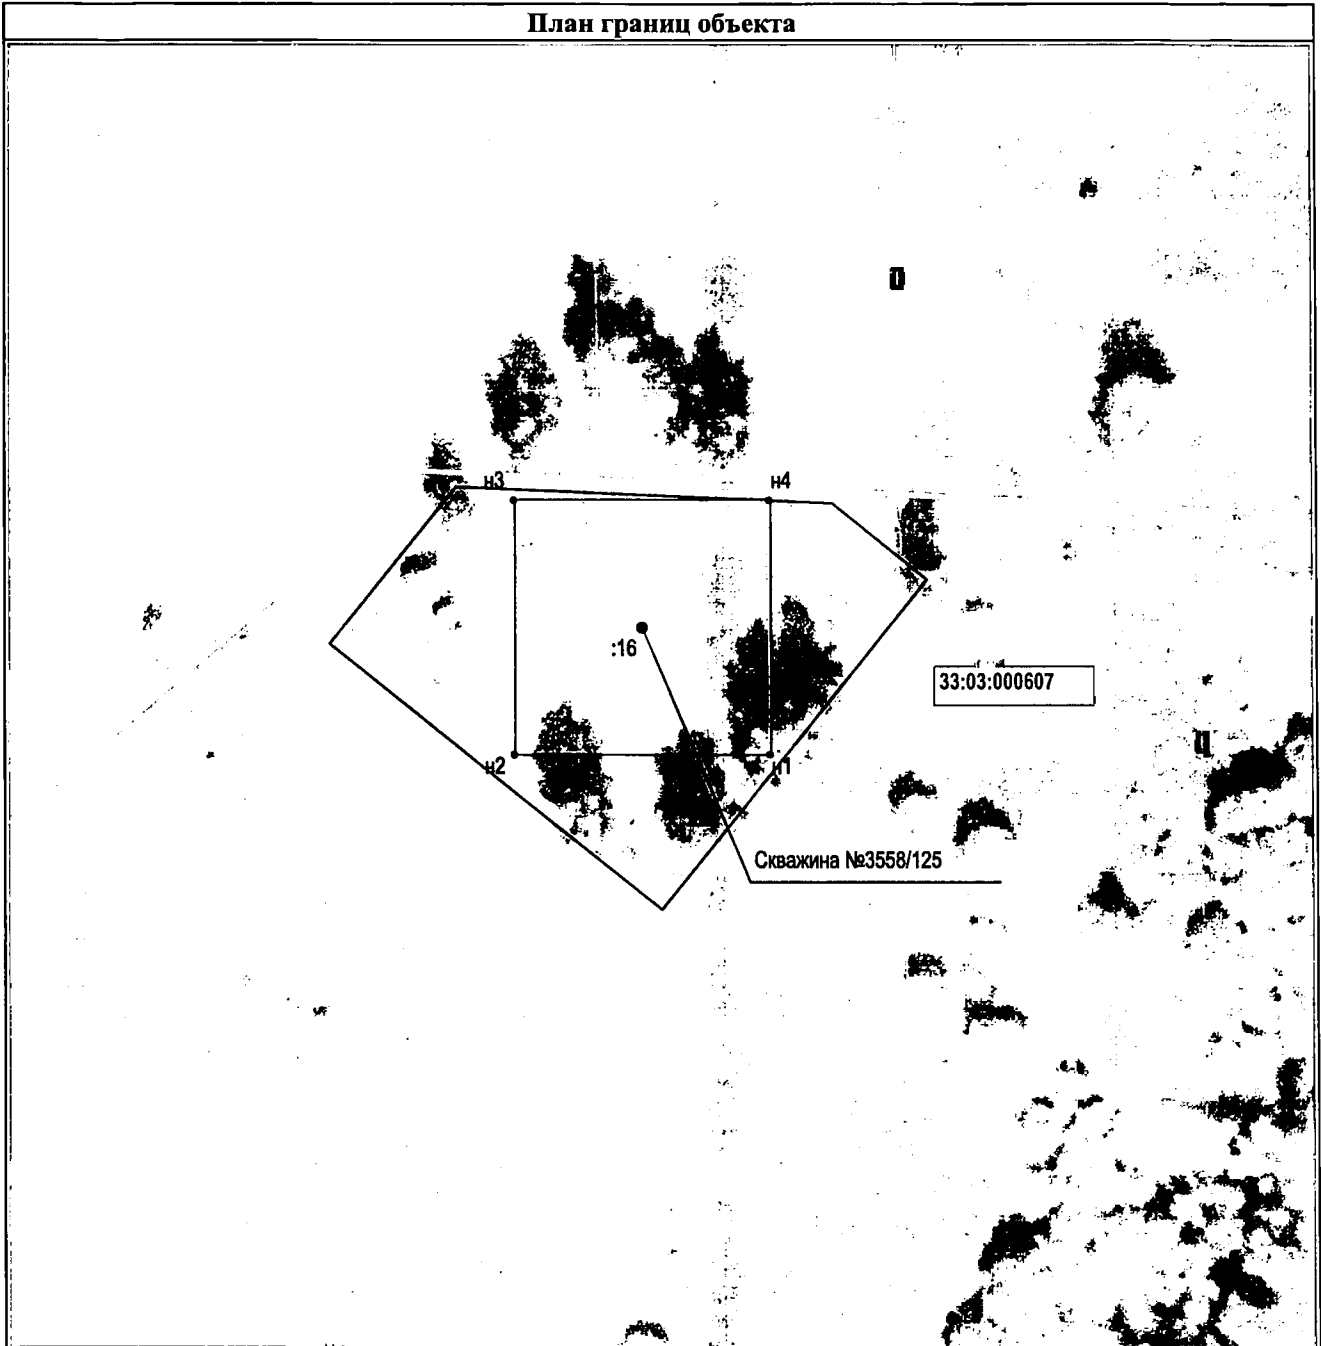 План границ объекта
н3
н4
:16
33:03:000607
н2
н1
Скважина №3558/125